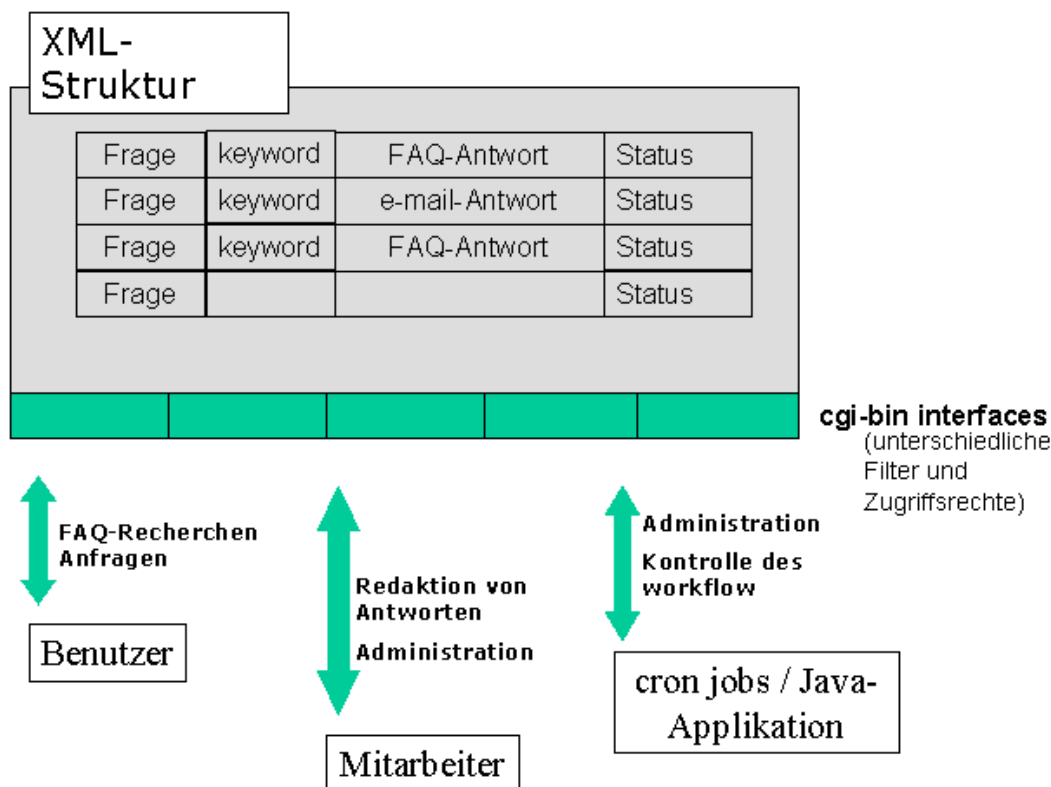 XML-
Struktur
Frage keyword FAQ-Antwort Status
Frage keyword e-mail-Antwort Status
Frage keyword FAQ-Antwort Status
Frage Status
cgi-bin interfaces
(unterschiedliche
Filter und
Zugriffsrechte)
FAQ-Recherchen
Anfragen
Benutzer
Redaktion von
Antworten
Administration
Mitarbeiter
Administration
Kontrolle des
workflow
cron jobs / Java-
Applikation